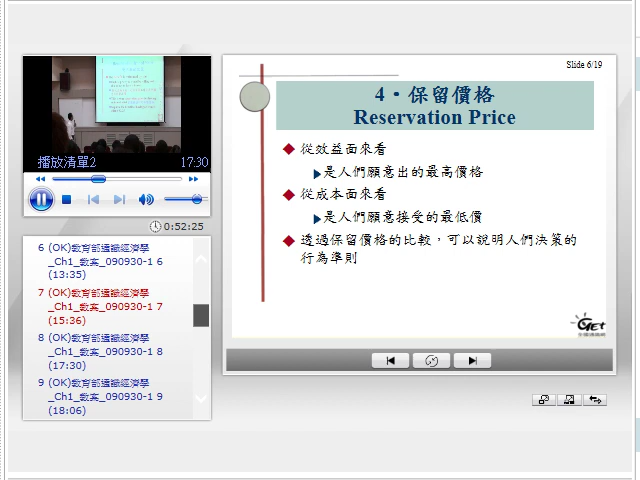 播放清單2
17:30
0:52:25
6 (OK)教育部通識經濟學
_Ch1_教案_090930-1 6
(13:35)
7 (OK)教育部通識經濟學
_Ch1_教案_090930-1 7
(15:36)
8 (OK)教育部通識經濟學
_Ch1_教案_090930-1 8
(17:30)
9 (OK)教育部通識經濟學
_Ch1_教案_090930-1 9
(18:06)
Slide 6/19
4‧保留價格
Reservation Price
從效益面來看
是人們願意出的最高價格
從成本面來看
是人們願意接受的最低價
透過保留價格的比較，可以說明人們決策的
行為準則
GET